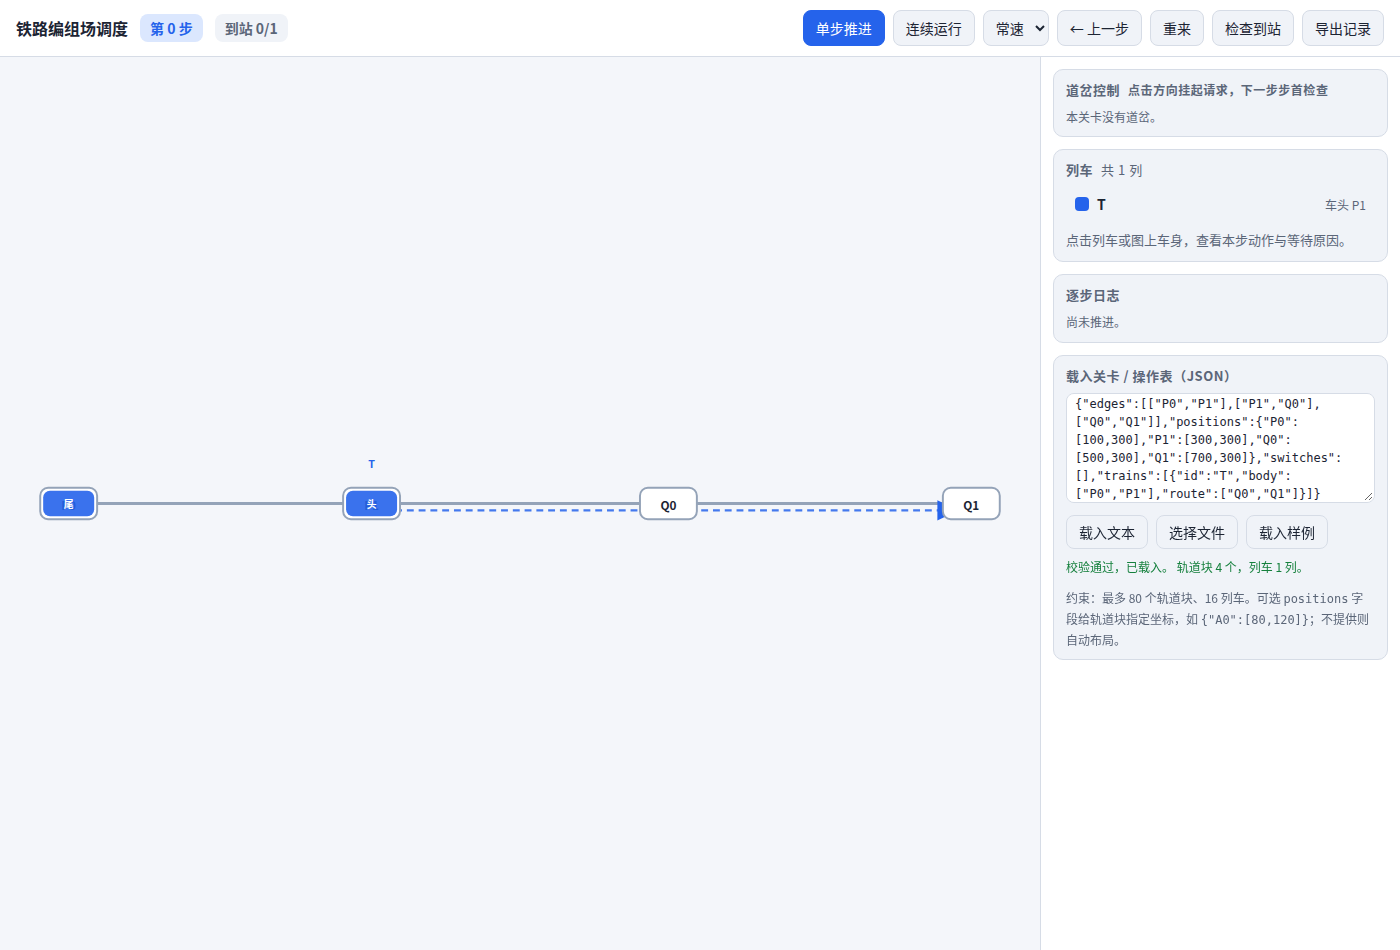 铁路编组场调度
第 0 步
到站 0/1
单步推进
连续运行
常速
← 上一步
重来
检查到站
导出记录
道岔控制 点击方向挂起请求，下一步步首检查
本关卡没有道岔。
列车 共 1 列
T
车头 P1
点击列车或图上车身，查看本步动作与等待原因。
逐步日志
尚未推进。
载入关卡 / 操作表（JSON）
{"edges":[["P0","P1"],["P1","Q0"],
["Q0","Q1"]],"positions":{"P0":
[100,300],"P1":[300,300],"Q0":
[500,300],"Q1":[700,300]},"switches":
[],"trains":[{"id":"T","body":
["P0","P1"],"route":["Q0","Q1"]}]}
载入文本
选择文件
载入样例
校验通过，已载入。 轨道块 4 个，列车 1 列。
约束：最多 80 个轨道块、16 列车。可选 positions 字
段给轨道块指定坐标，如 {"A0":[80,120]}；不提供则
自动布局。
T
尾
头
Q0
Q1